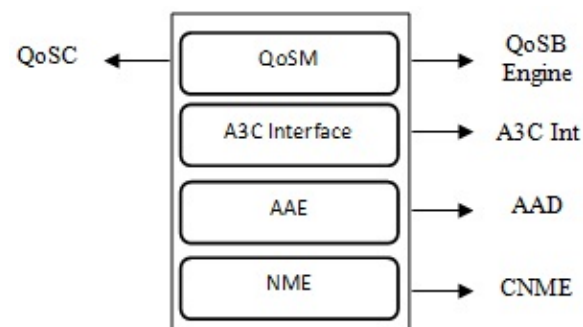 QoSC
QoSM
QoSB
Engine
A3C Interface
A3C Int
AAE
AAD
NME
CNME